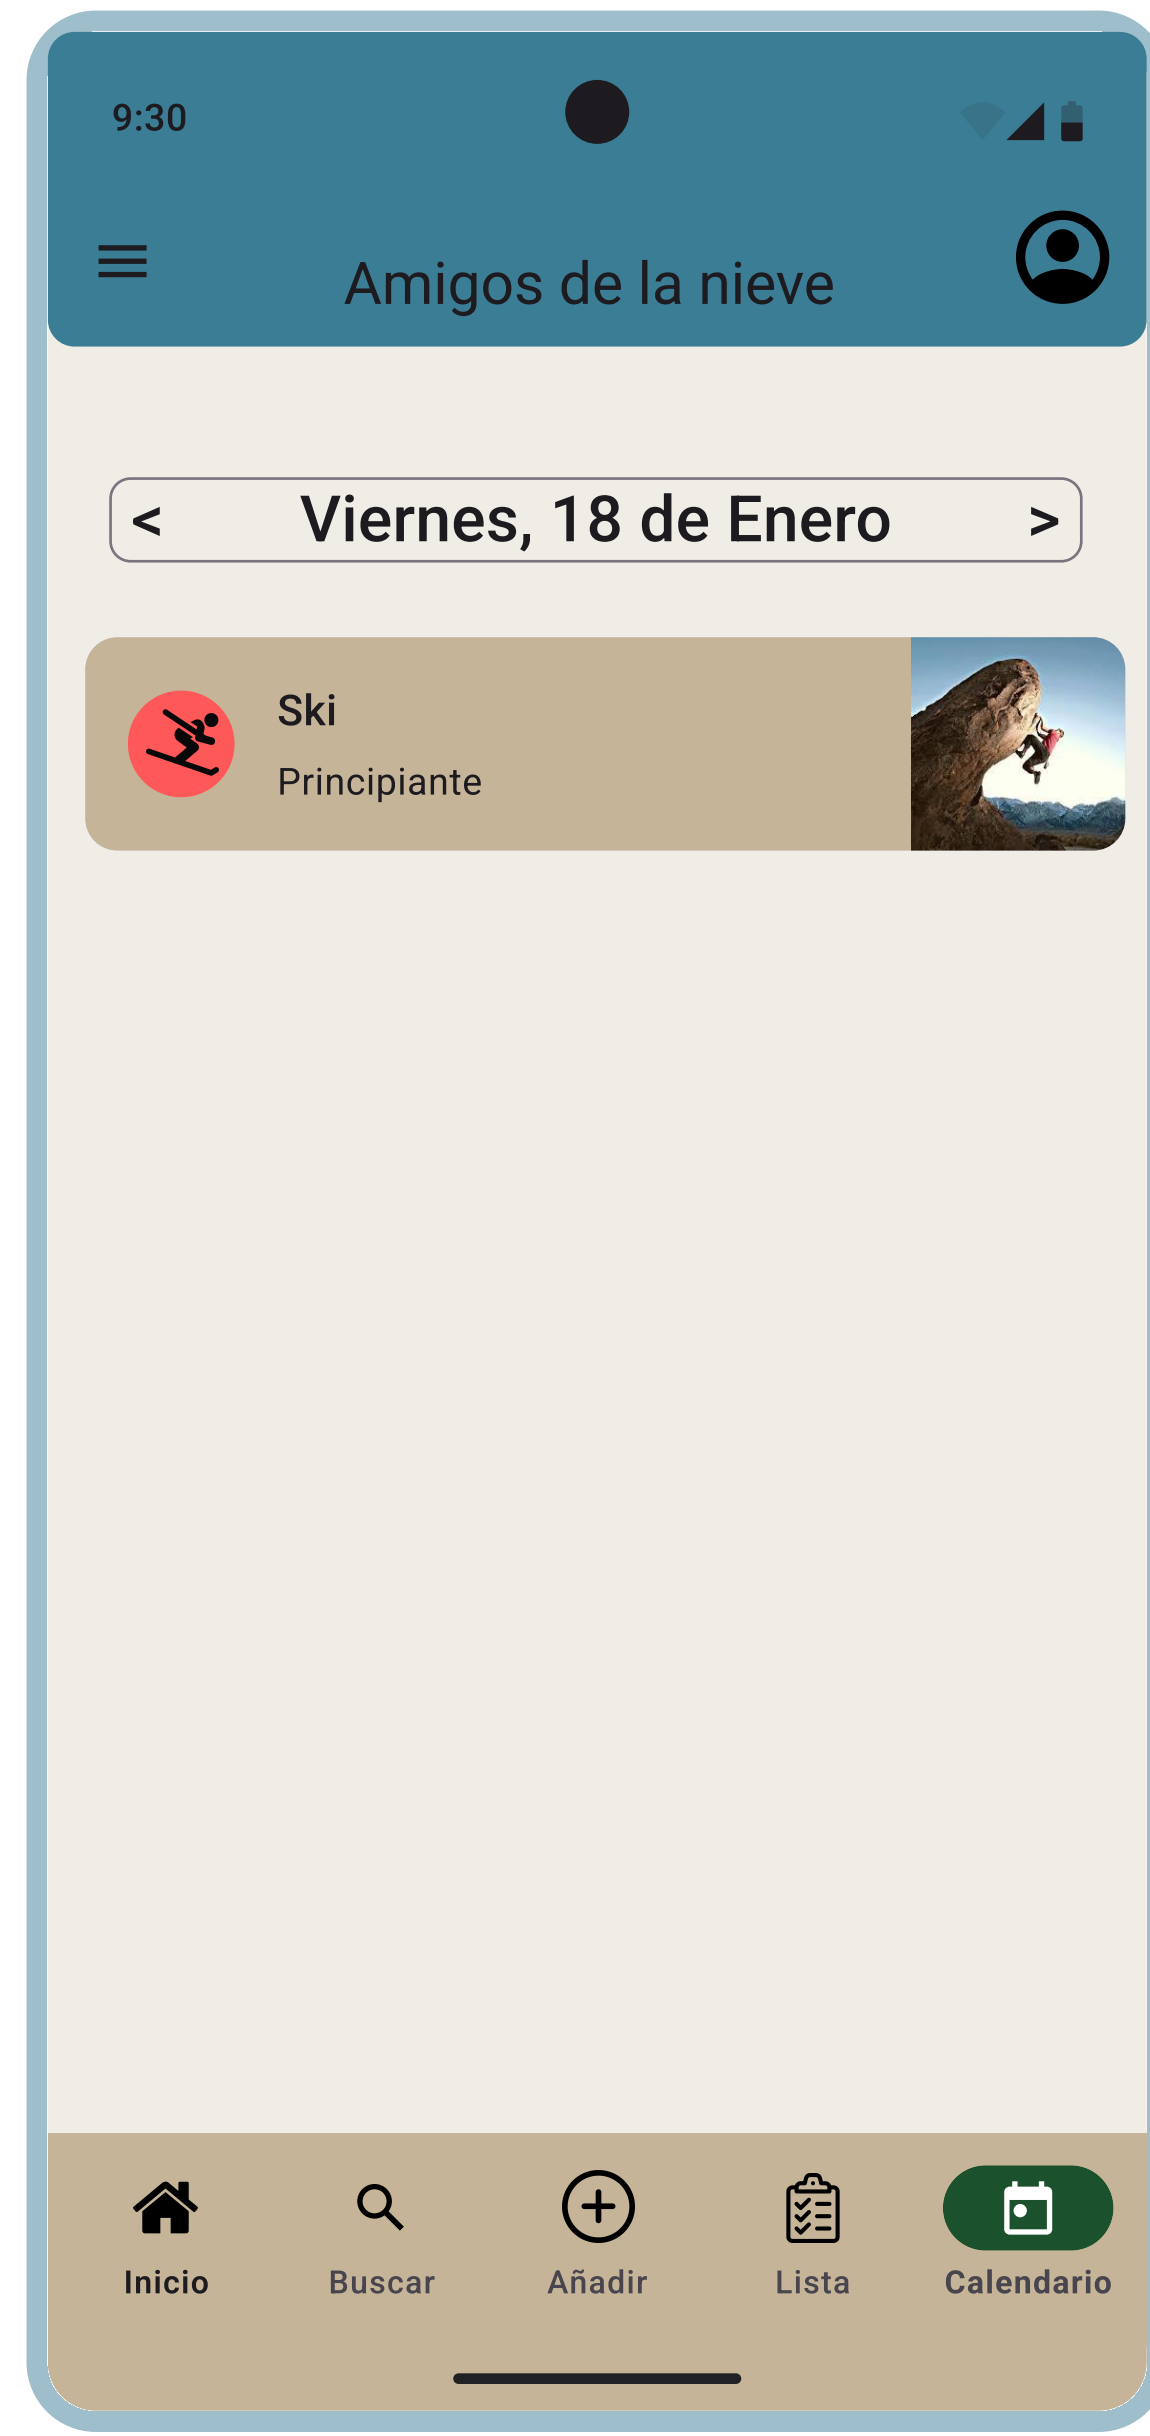 9:30
Amigos de la nieve
< Viernes, 18 de Enero >
Ski
Principiante
Inicio Buscar Añadir Lista Calendario